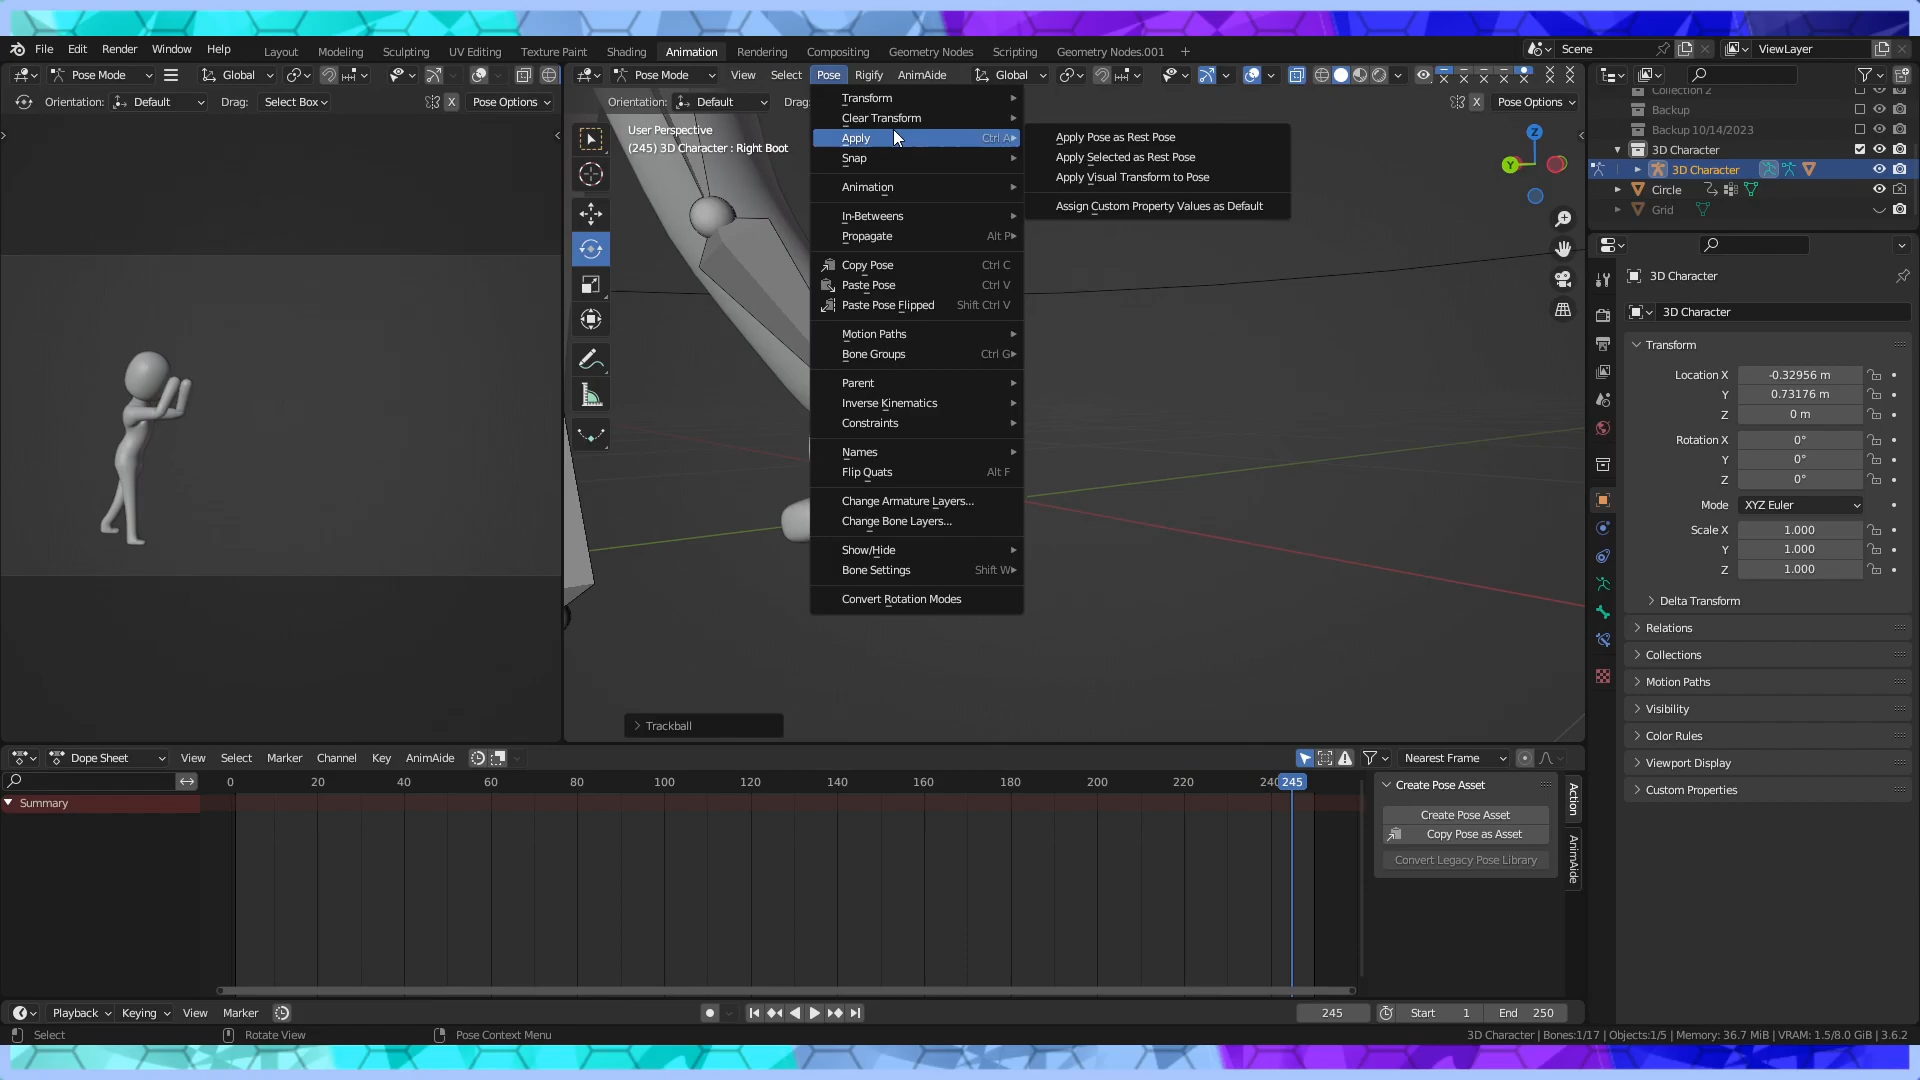 File Edit Render Window Help
Layout Modeling Sculpting UV Editing Texture Paint Shading Animation Rendering Compositing Geometry Nodes Scripting Geometry Nodes.001 +
Scene
ViewLayer
Pose Mode
Global
Pose Mode View Select Pose Rigify AnimAide Global
Orientation: Default Drag: Select Box X Pose Options
Orientation: Default Drag: X Pose Options
User Perspective
(245) 3D Character : Right Boot
Transform
Clear Transform
Apply Ctrl A
Snap
Animation
In-Betweens
Propagate Alt P
Copy Pose Ctrl C
Paste Pose Ctrl V
Paste Pose Flipped Shift Ctrl V
Motion Paths
Bone Groups Ctrl G
Parent
Inverse Kinematics
Constraints
Names
Flip Quats Alt F
Change Armature Layers...
Change Bone Layers...
Show/Hide
Bone Settings Shift W
Convert Rotation Modes
Apply Pose as Rest Pose
Apply Selected as Rest Pose
Apply Visual Transform to Pose
Assign Custom Property Values as Default
Z
Y
Trackball
Collection 2
Backup
Backup 10/14/2023
3D Character
3D Character
Circle
Grid
3D Character
3D Character
Transform
Location X -0.32956 m
Y 0.73176 m
Z 0 m
Rotation X 0°
Y 0°
Z 0°
Mode XYZ Euler
Scale X 1.000
Y 1.000
Z 1.000
Delta Transform
Relations
Collections
Motion Paths
Visibility
Color Rules
Viewport Display
Custom Properties
Dope Sheet View Select Marker Channel Key AnimAide
Nearest Frame
0 20 40 60 80 100 120 140 160 180 200 220 240 245
Summary
Create Pose Asset
Create Pose Asset
Copy Pose as Asset
Convert Legacy Pose Library
Action
AnimAide
Playback Keying View Marker
245 Start 1 End 250
Select Rotate View Pose Context Menu
3D Character | Bones:1/17 | Objects:1/5 | Memory: 36.7 MiB | VRAM: 1.5/8.0 GiB | 3.6.2